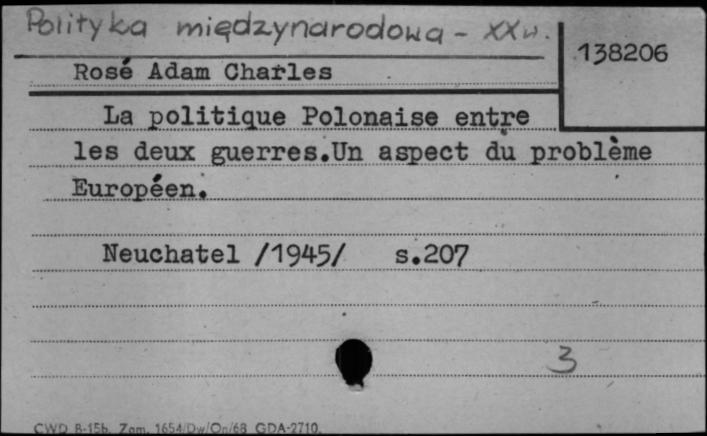 Polityka międzynarodowa - XX w.
138206
Rosé Adam Charles
La politique Polonaise entre
les deux guerres.Un aspect du problème
Européen.
Neuchatel /1945/ s.207
3
CWD B-15b. Zam. 1654/Dw/On/68 GDA-2710.